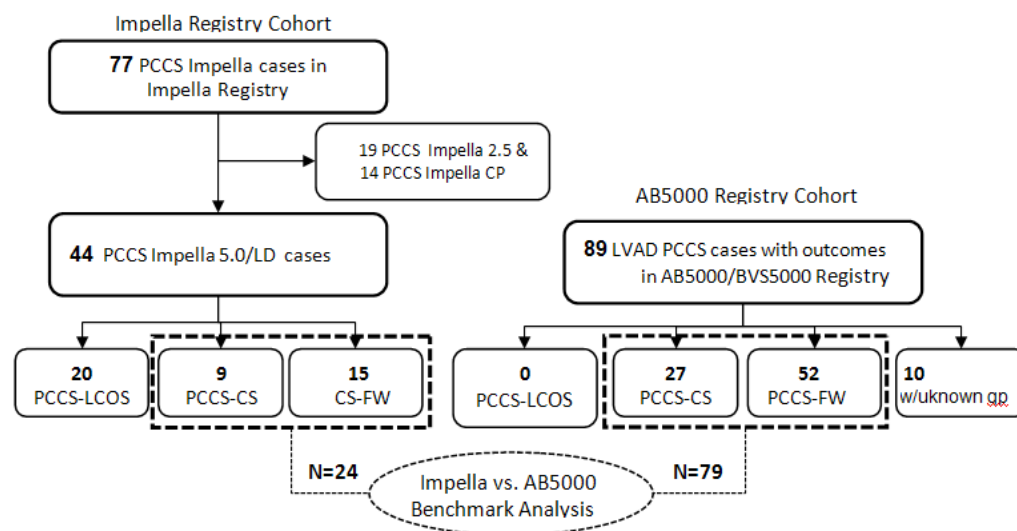 Impella Registry Cohort
77 PCCS Impella cases in
Impella Registry
19 PCCS Impella 2.5 &
14 PCCS Impella CP
44 PCCS Impella 5.0/LD cases
20
PCCS-LCOS
9
PCCS-CS
15
CS-FW
AB5000 Registry Cohort
89 LVAD PCCS cases with outcomes
in AB5000/BVS5000 Registry
0
PCCS-LCOS
27
PCCS-CS
52
PCCS-FW
10
w/uknown gp
N=24
Impella vs. AB5000
Benchmark Analysis
N=79